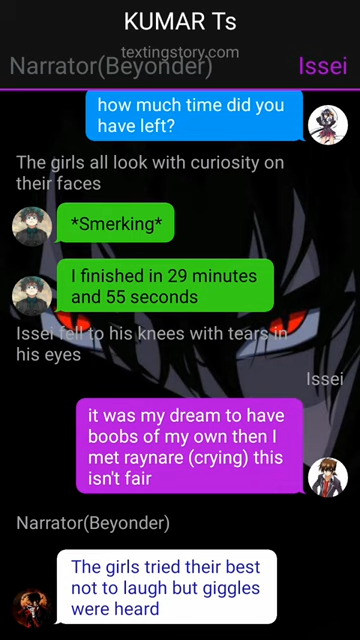 KUMAR Ts
textingstory.com
Narrator(Beyonder)
Issei
how much time did you
have left?
The girls all look with curiosity on
their faces
*Smerking*
I finished in 29 minutes
and 55 seconds
Issei fell to his knees with tears in
his eyes
Issei
it was my dream to have
boobs of my own then I
met raynare (crying) this
isn't fair
Narrator(Beyonder)
The girls tried their best
not to laugh but giggles
were heard